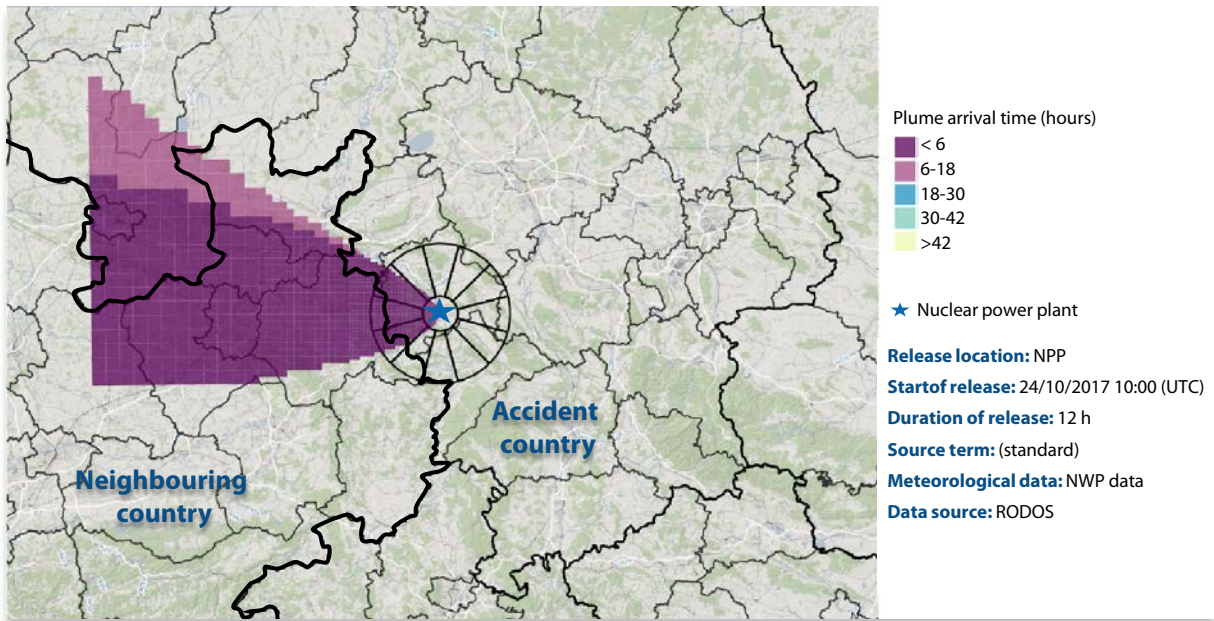 Plume arrival time (hours)
< 6
6-18
18-30
30-42
>42
Nuclear power plant
Release location: NPP
Startof release: 24/10/2017 10:00 (UTC)
Duration of release: 12 h
Source term: (standard)
Meteorological data: NWP data
Data source: RODOS
Accident
country
Neighbouring
country